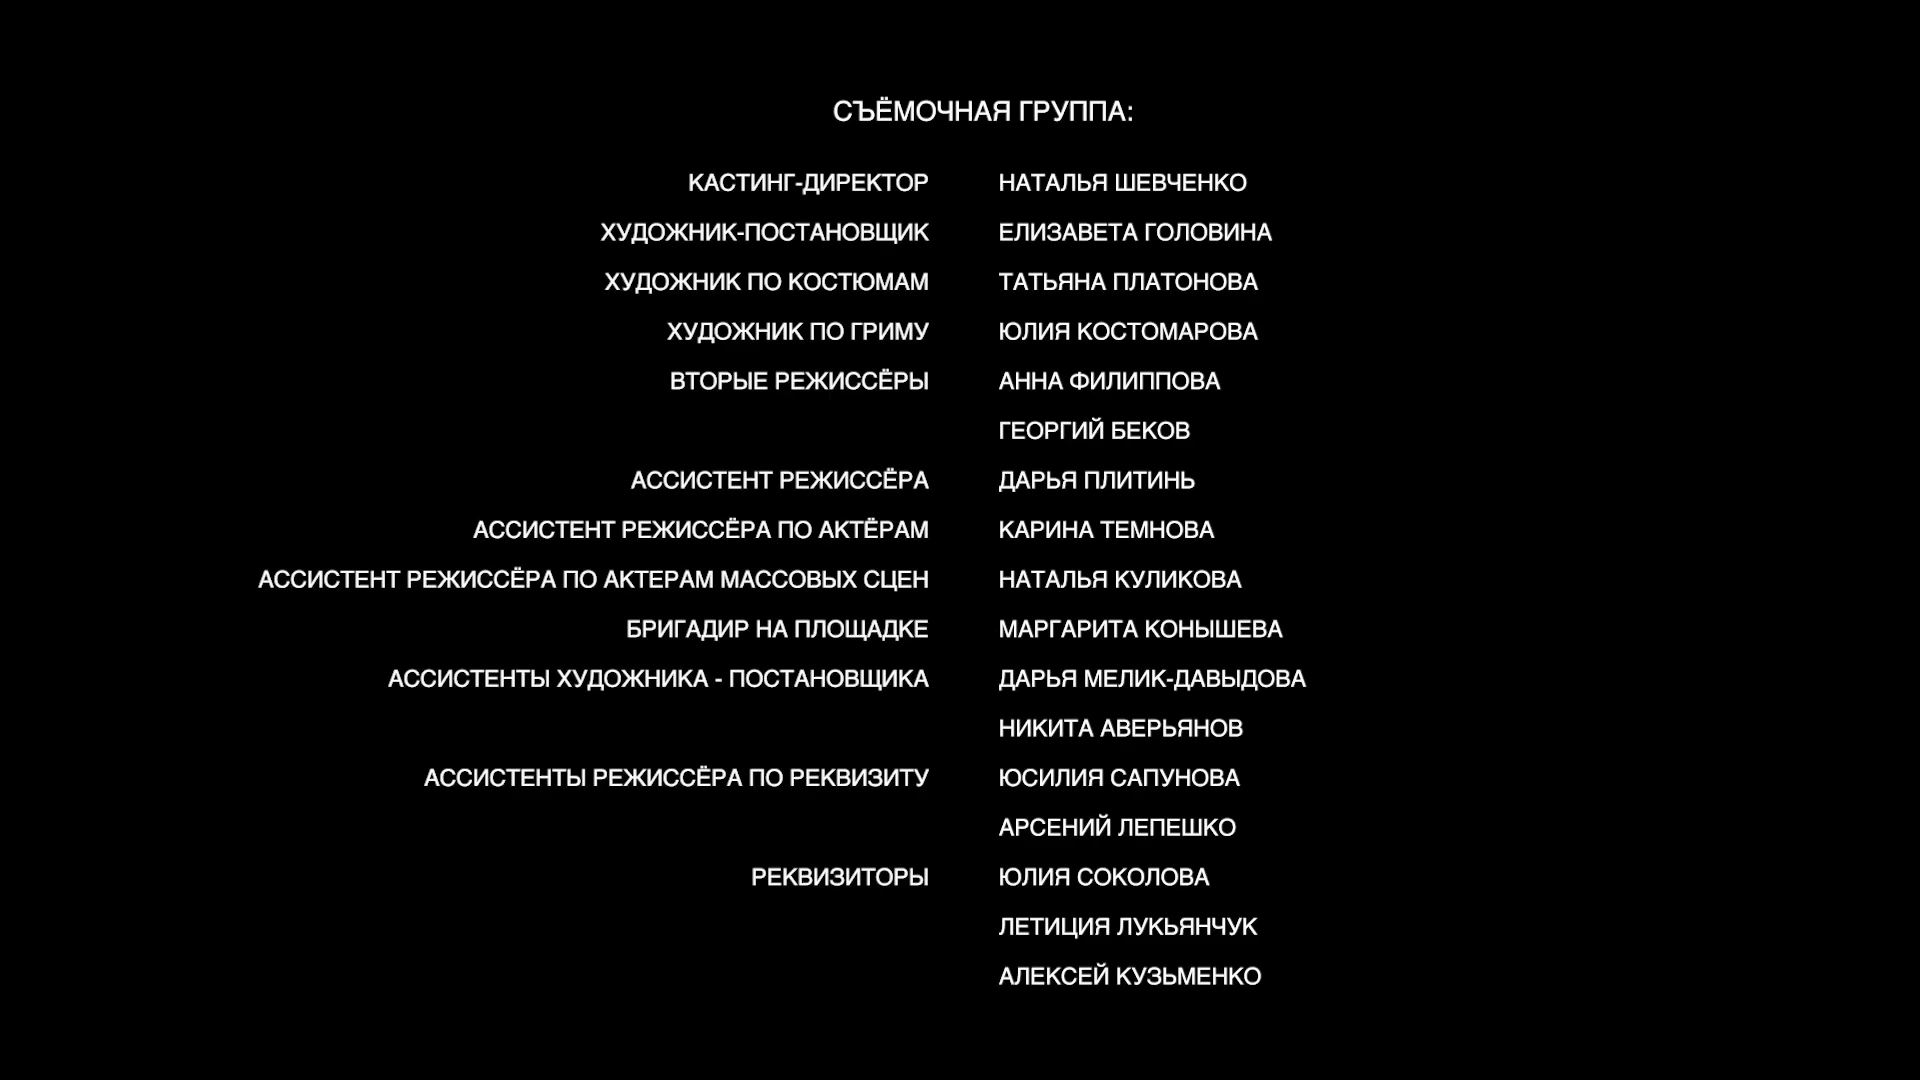 СЪЁМОЧНАЯ ГРУППА:
КАСТИНГ-ДИРЕКТОР НАТАЛЬЯ ШЕВЧЕНКО
ХУДОЖНИК-ПОСТАНОВЩИК ЕЛИЗАВЕТА ГОЛОВИНА
ХУДОЖНИК ПО КОСТЮМАМ ТАТЬЯНА ПЛАТОНОВА
ХУДОЖНИК ПО ГРИМУ ЮЛИЯ КОСТОМАРОВА
ВТОРЫЕ РЕЖИССЁРЫ АННА ФИЛИППОВА
ГЕОРГИЙ БЕКОВ
АССИСТЕНТ РЕЖИССЁРА ДАРЬЯ ПЛИТИНЬ
АССИСТЕНТ РЕЖИССЁРА ПО АКТЁРАМ КАРИНА ТЕМНОВА
АССИСТЕНТ РЕЖИССЁРА ПО АКТЕРАМ МАССОВЫХ СЦЕН НАТАЛЬЯ КУЛИКОВА
БРИГАДИР НА ПЛОЩАДКЕ МАРГАРИТА КОНЫШЕВА
АССИСТЕНТЫ ХУДОЖНИКА - ПОСТАНОВЩИКА ДАРЬЯ МЕЛИК-ДАВЫДОВА
НИКИТА АВЕРЬЯНОВ
АССИСТЕНТЫ РЕЖИССЁРА ПО РЕКВИЗИТУ ЮСИЛИЯ САПУНОВА
АРСЕНИЙ ЛЕПЕШКО
РЕКВИЗИТОРЫ ЮЛИЯ СОКОЛОВА
ЛЕТИЦИЯ ЛУКЬЯНЧУК
АЛЕКСЕЙ КУЗЬМЕНКО